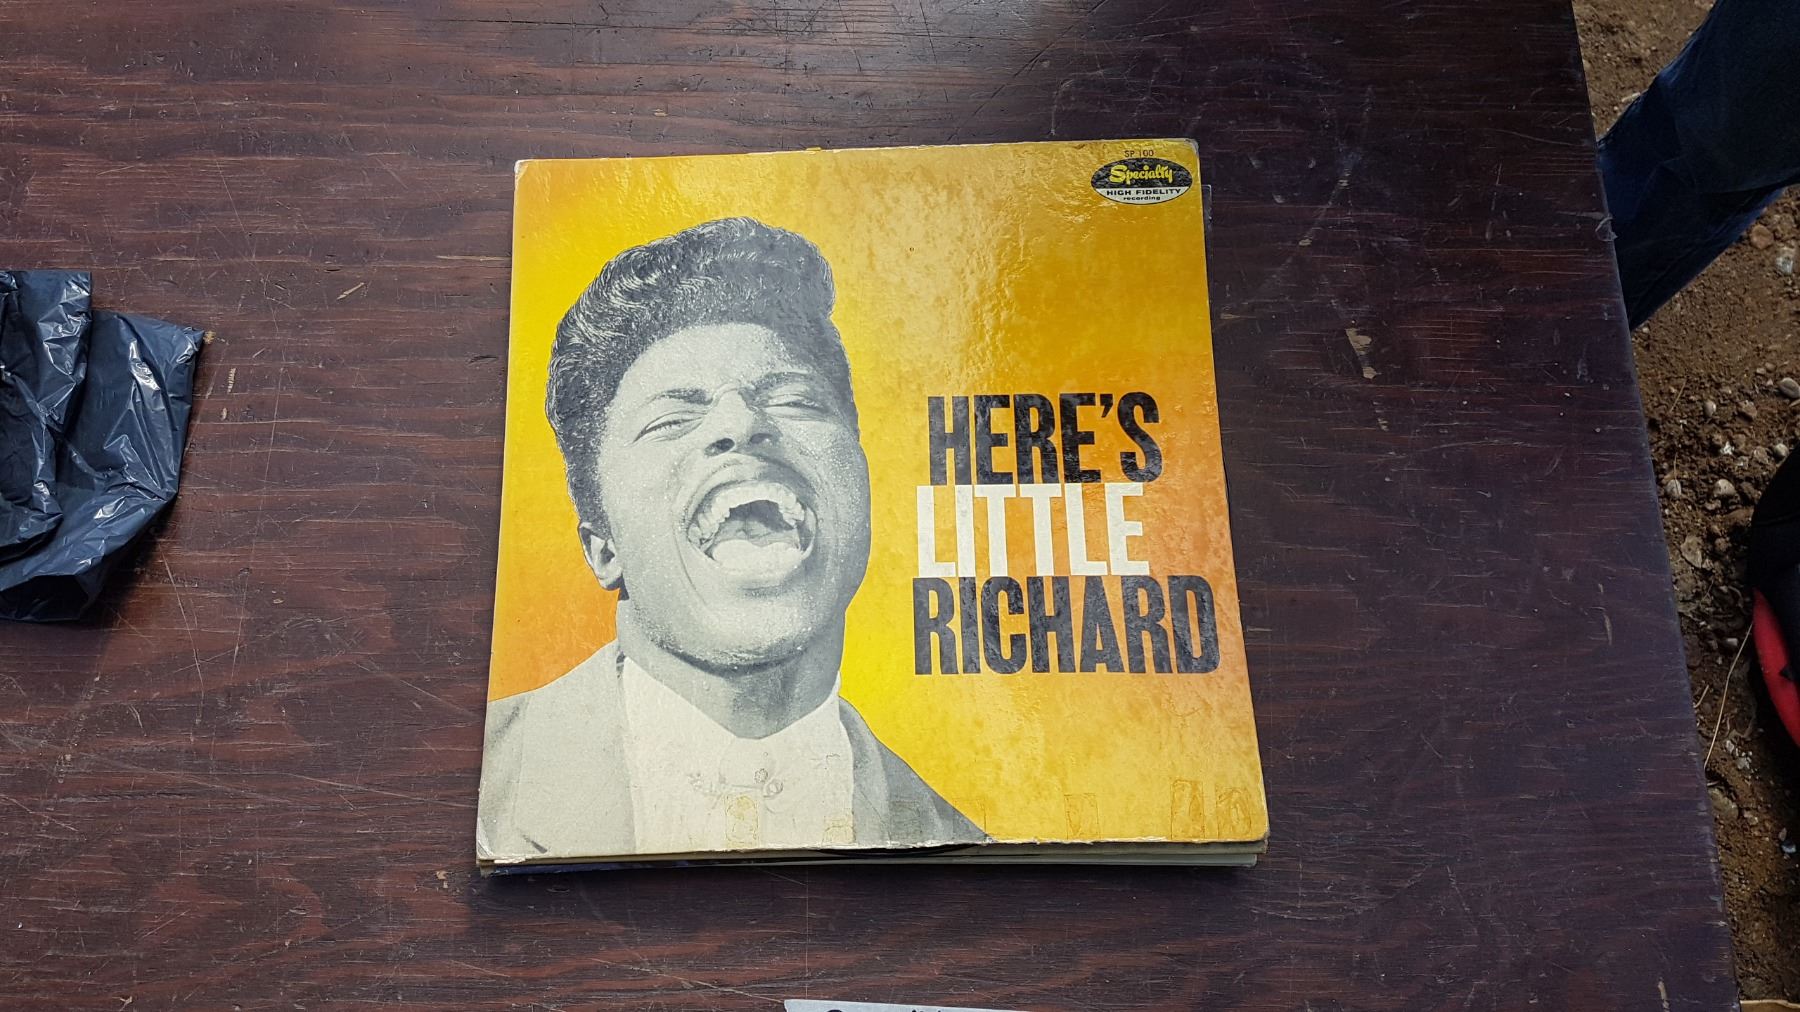 SP 100
Specialty
HIGH FIDELITY
recording
HERE'S
LITTLE
RICHARD